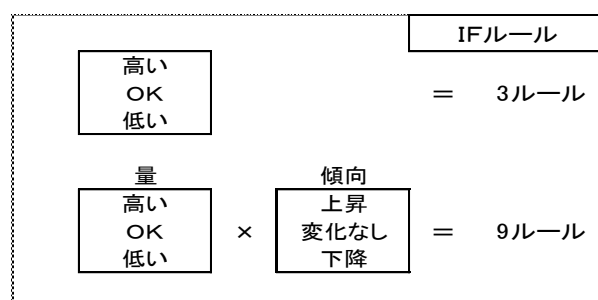 IFルール
高い
OK ＝ 3ルール
低い
量 傾向
高い 上昇
OK × 変化なし ＝ 9ルール
低い 下降